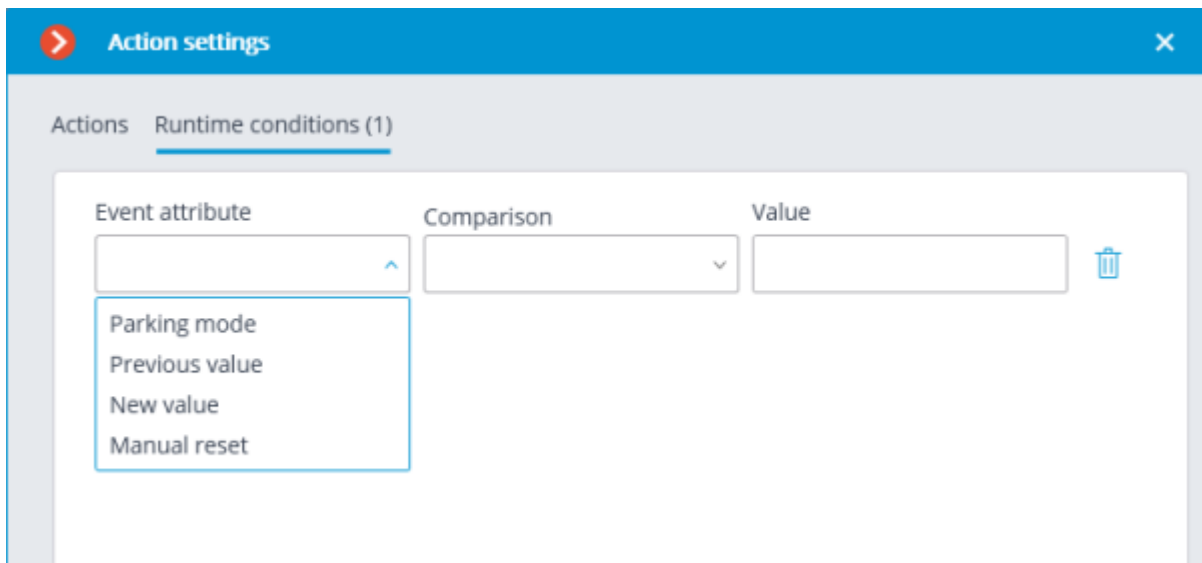 Action settings
Actions Runtime conditions (1)
Event attribute Comparison Value
Parking mode
Previous value
New value
Manual reset